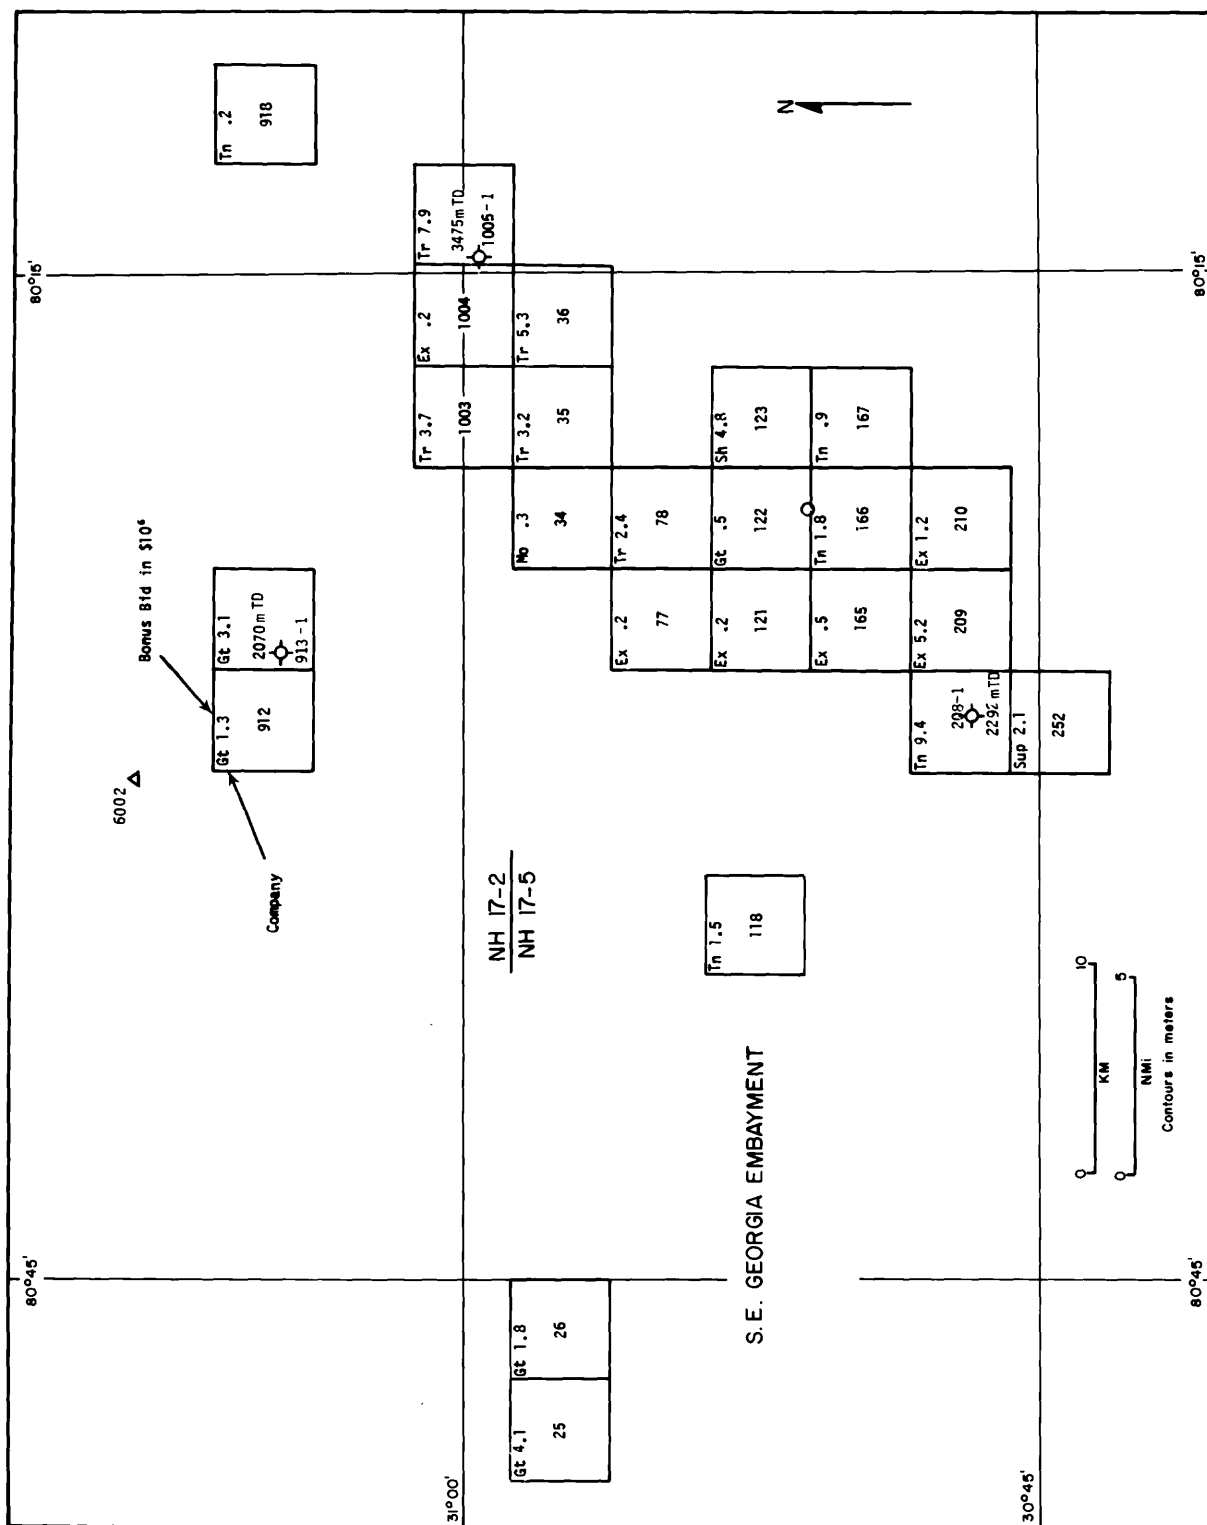 80°45'
80°15'
Bonus Bid in $10⁶
6002
Company
Gt 1.3
912
Gt 3.1
2070m TD
913-1
Tn .2
918
31°00'
NH 17-2
NH 17-5
Tr 3.7
1003
Ex .2
1004
Tr 7.9
3475m TD
1005-1
Gt 4.1
25
Gt 1.8
26
Mo .3
34
Tr 3.2
35
Tr 5.3
36
Ex .2
77
Tr 2.4
78
Tn 1.5
118
Ex .2
121
Gt .5
122
Sh 4.8
123
N
S.E. GEORGIA EMBAYMENT
Ex .5
165
Tn 1.8
166
Tn .9
167
Tn 9.4
208-1
2292 mTD
Ex 5.2
209
Ex 1.2
210
Sup 2.1
252
30°45'
0 10
KM
0 5
NMi
Contours in meters
80°45'
80°15'